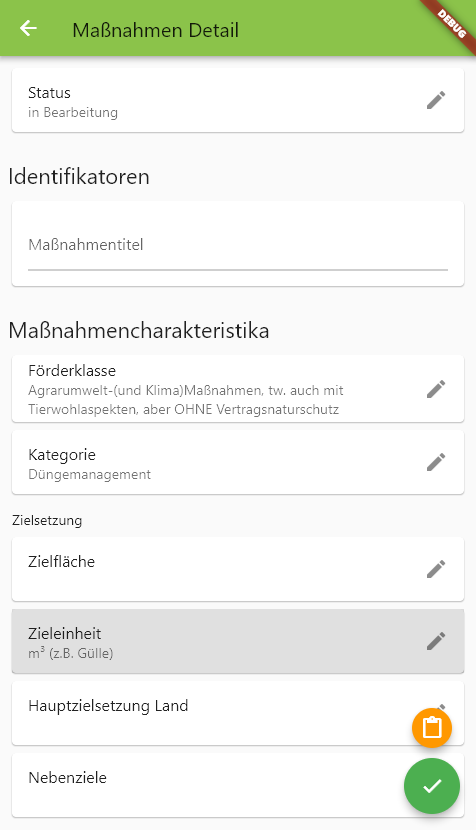 Maßnahmen Detail
DEBUG
Status
in Bearbeitung
Identifikatoren
Maßnahmentitel
Maßnahmencharakteristika
Förderklasse
Agrarumwelt-(und Klima)Maßnahmen, tw. auch mit
Tierwohlaspekten, aber OHNE Vertragsnaturschutz
Kategorie
Düngemanagement
Zielsetzung
Zielfläche
Zieleinheit
m³ (z.B. Gülle)
Hauptzielsetzung Land
Nebenziele